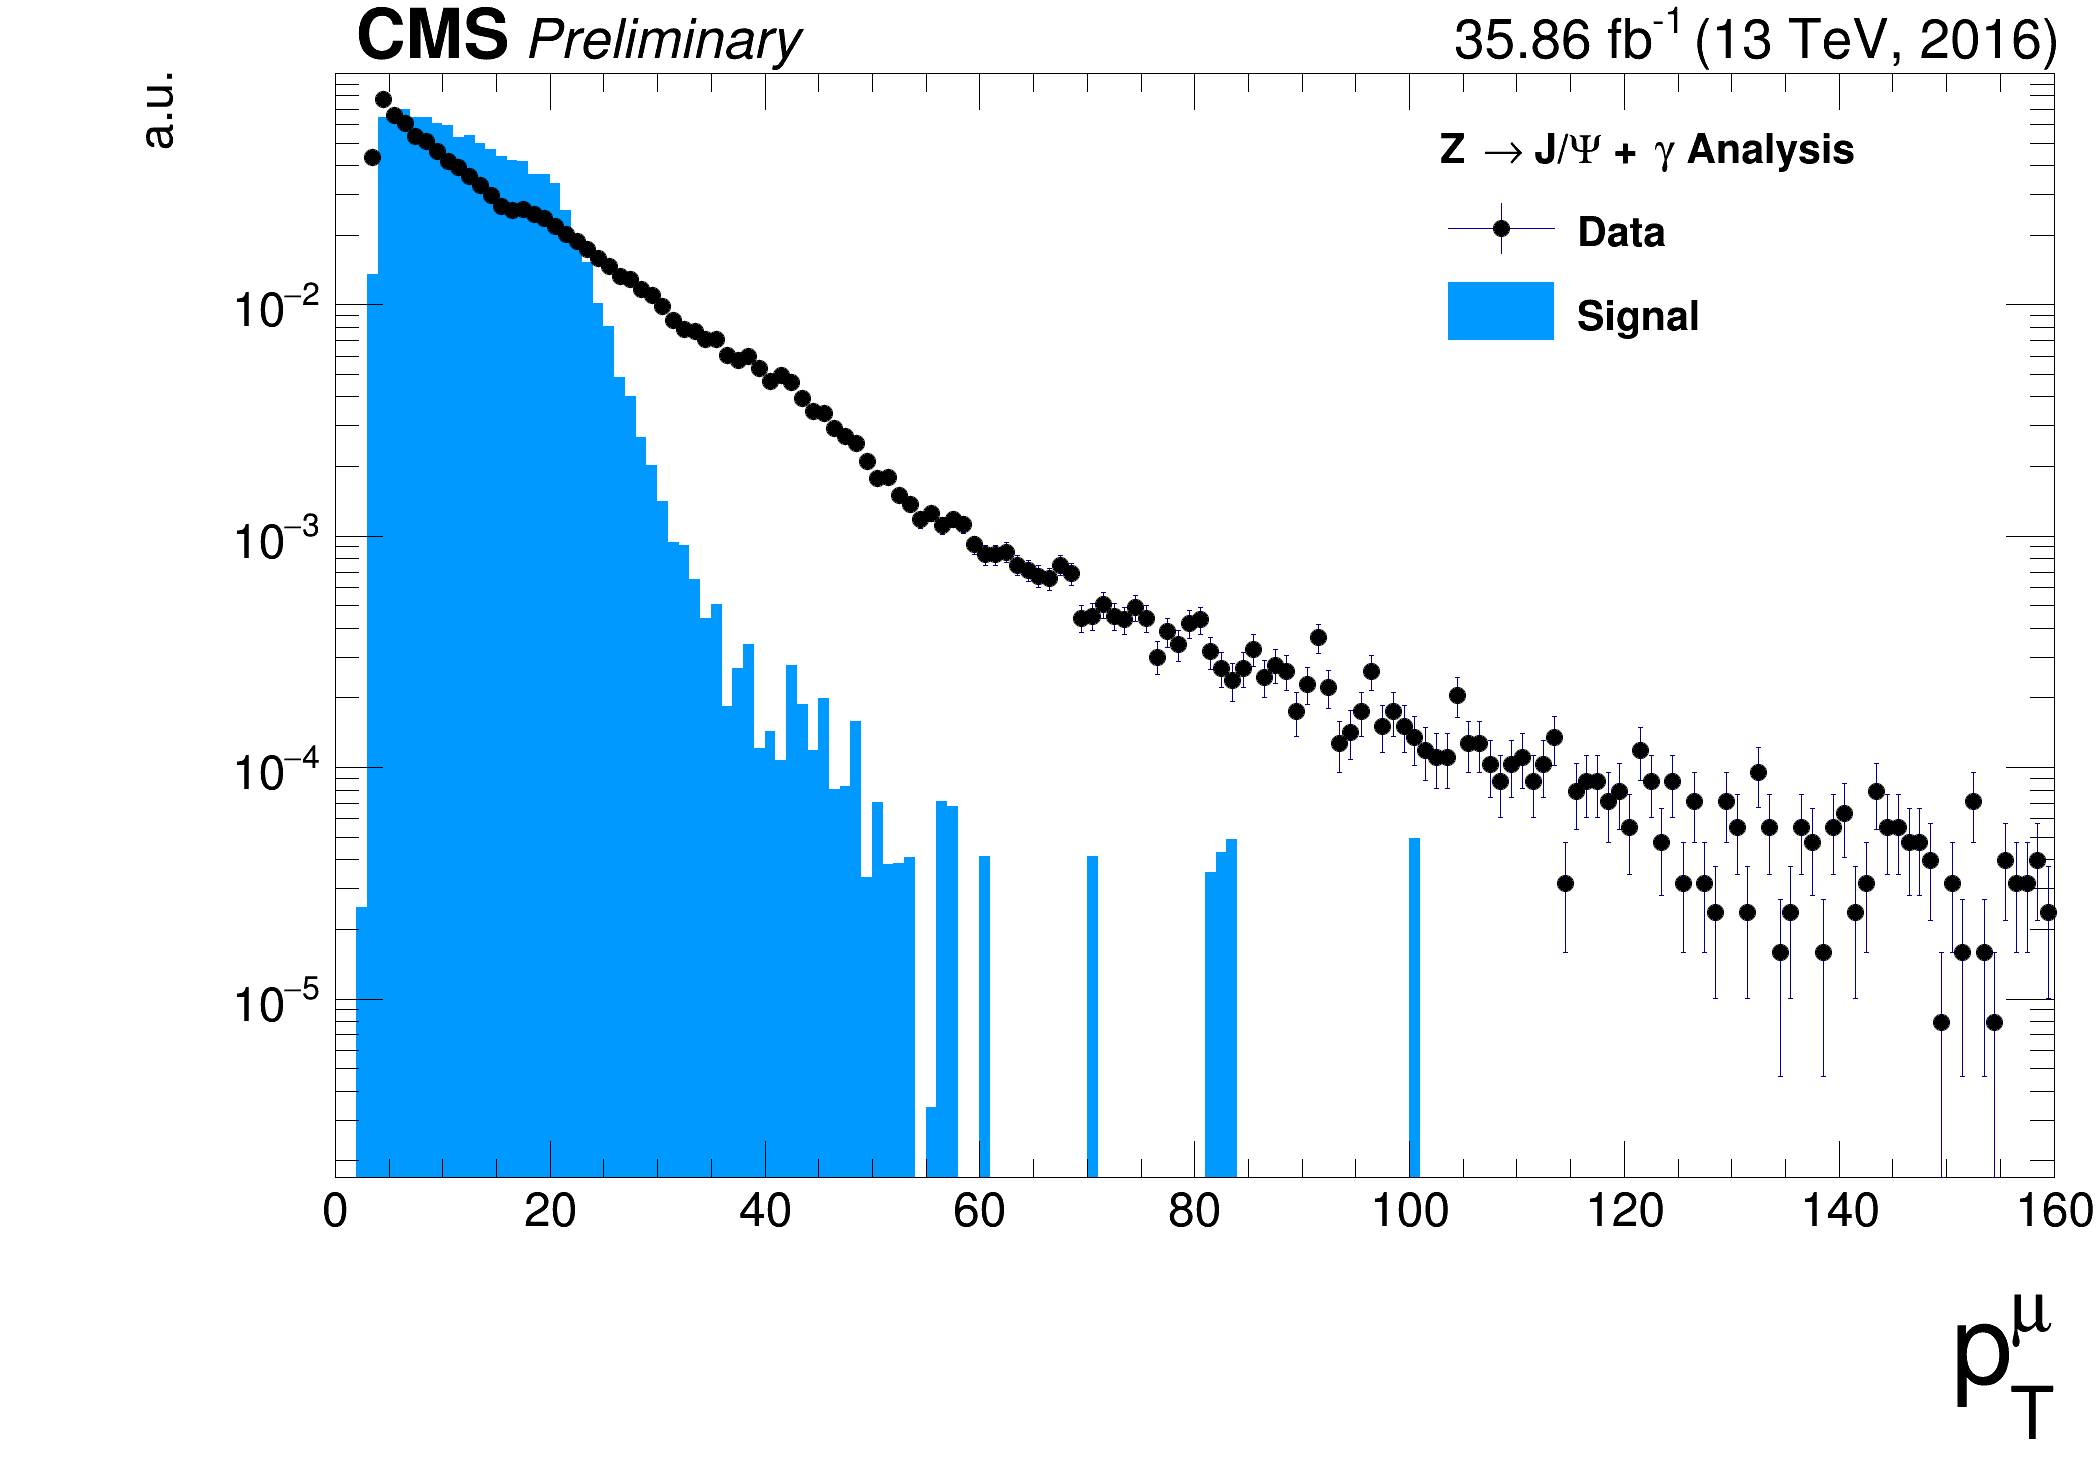 CMS Preliminary 35.86 fb⁻¹ (13 TeV, 2016)
a.u.
Z → J/Ψ + γ Analysis
Data
Signal
10⁻²
10⁻³
10⁻⁴
10⁻⁵
0 20 40 60 80 100 120 140 160
p_T^μ